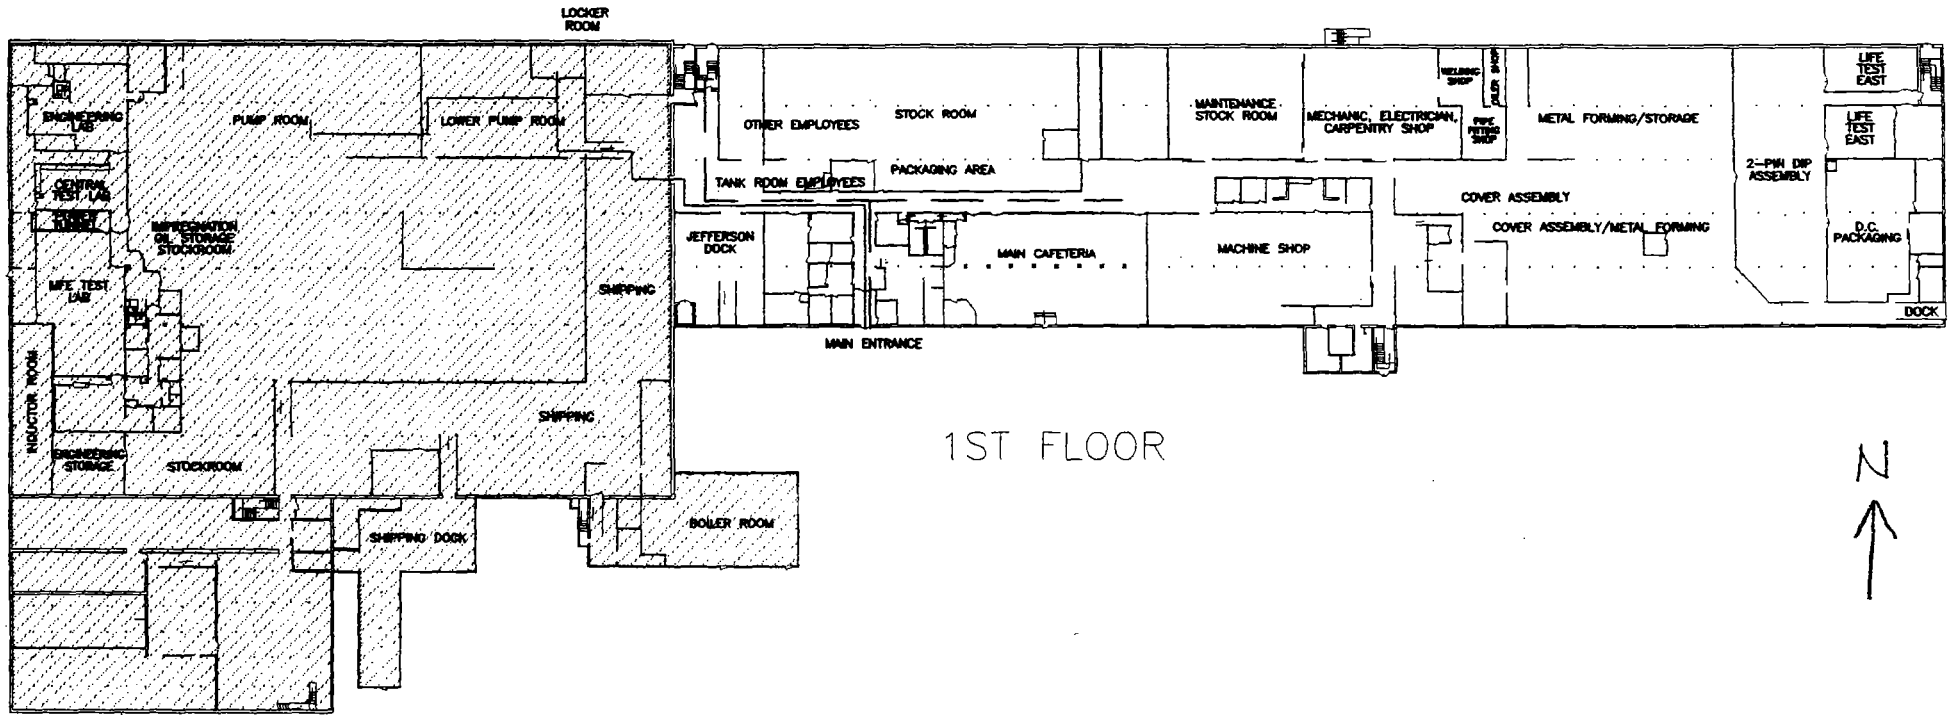 LOCKER
ROOM
ENGINEERING
LAB
PUMP ROOM
LOWER PUMP ROOM
OTHER EMPLOYEES
STOCK ROOM
MAINTENANCE
STOCK ROOM
MECHANIC, ELECTRICIAN,
CARPENTRY SHOP
WELDING
SHOP
OILER SHOP
PIPE
FITTING
SHOP
METAL FORMING/STORAGE
LIFE
TEST
EAST
LIFE
TEST
EAST
CENTRAL
TEST LAB
TANK ROOM EMPLOYEES
PACKAGING AREA
2-PIN DIP
ASSEMBLY
COVER ASSEMBLY
COVER ASSEMBLY/METAL FORMING
IMPREGNATION
OIL STORAGE
STOCKROOM
JEFFERSON
DOCK
MAIN CAFETERIA
MACHINE SHOP
D.C.
PACKAGING
LIFE TEST
LAB
SHIPPING
DOCK
MAIN ENTRANCE
INDUCTOR ROOM
SHIPPING
1ST FLOOR
ENGINEERING
STORAGE
STOCKROOM
N
SHIPPING DOCK
BOILER ROOM